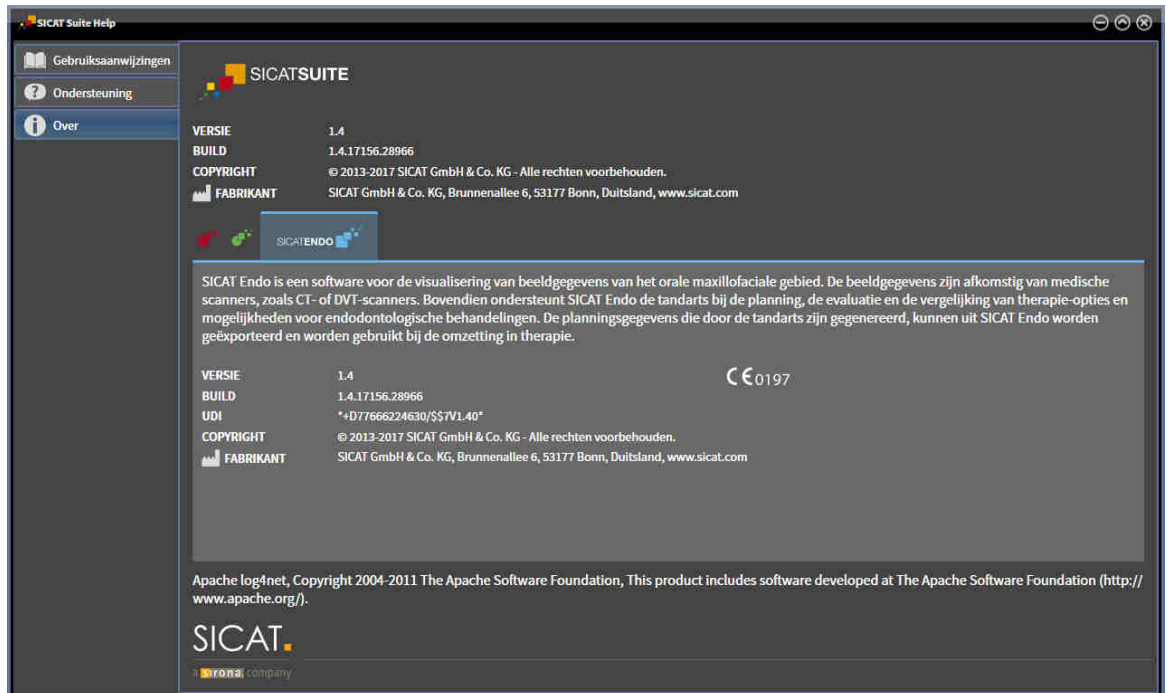 SICAT Suite Help
Gebruiksaanwijzingen
Ondersteuning
Over
SICATSUITE
VERSIE 1.4
BUILD 1.4.17156.28966
COPYRIGHT © 2013-2017 SICAT GmbH & Co. KG - Alle rechten voorbehouden.
FABRIKANT SICAT GmbH & Co. KG, Brunnenallee 6, 53177 Bonn, Duitsland, www.sicat.com
SICATENDO
SICAT Endo is een software voor de visualisering van beeldgegevens van het orale maxillofaciale gebied. De beeldgegevens zijn afkomstig van medische
scanners, zoals CT- of DVT-scanners. Bovendien ondersteunt SICAT Endo de tandarts bij de planning, de evaluatie en de vergelijking van therapie-opties en
mogelijkheden voor endodontologische behandelingen. De planningsgegevens die door de tandarts zijn gegenereerd, kunnen uit SICAT Endo worden
geëxporteerd en worden gebruikt bij de omzetting in therapie.
VERSIE 1.4 CE0197
BUILD 1.4.17156.28966
UDI *+D77666224630/$$7V1.40*
COPYRIGHT © 2013-2017 SICAT GmbH & Co. KG - Alle rechten voorbehouden.
FABRIKANT SICAT GmbH & Co. KG, Brunnenallee 6, 53177 Bonn, Duitsland, www.sicat.com
Apache log4net, Copyright 2004-2011 The Apache Software Foundation, This product includes software developed at The Apache Software Foundation (http://
www.apache.org/).
SICAT.
a sirona company